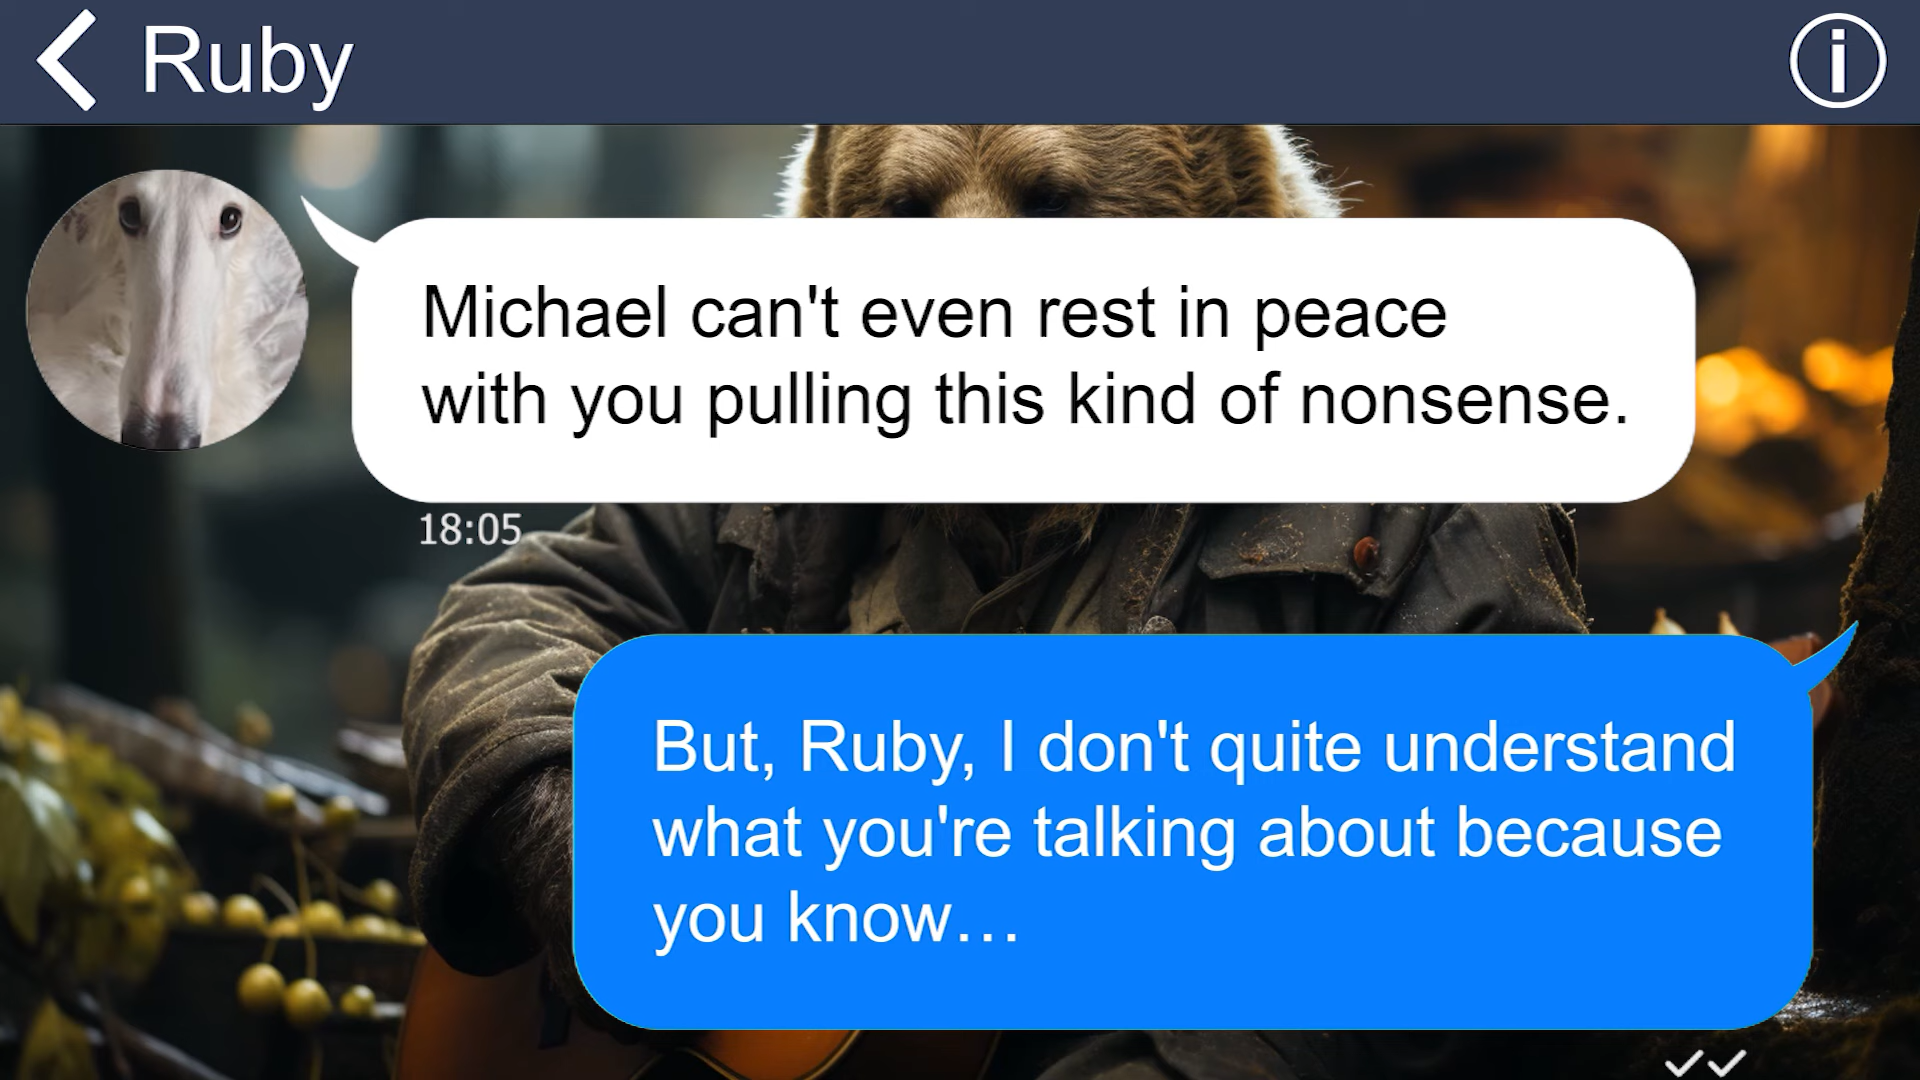 Ruby
Michael can't even rest in peace
with you pulling this kind of nonsense.
18:05
But, Ruby, I don't quite understand
what you're talking about because
you know…